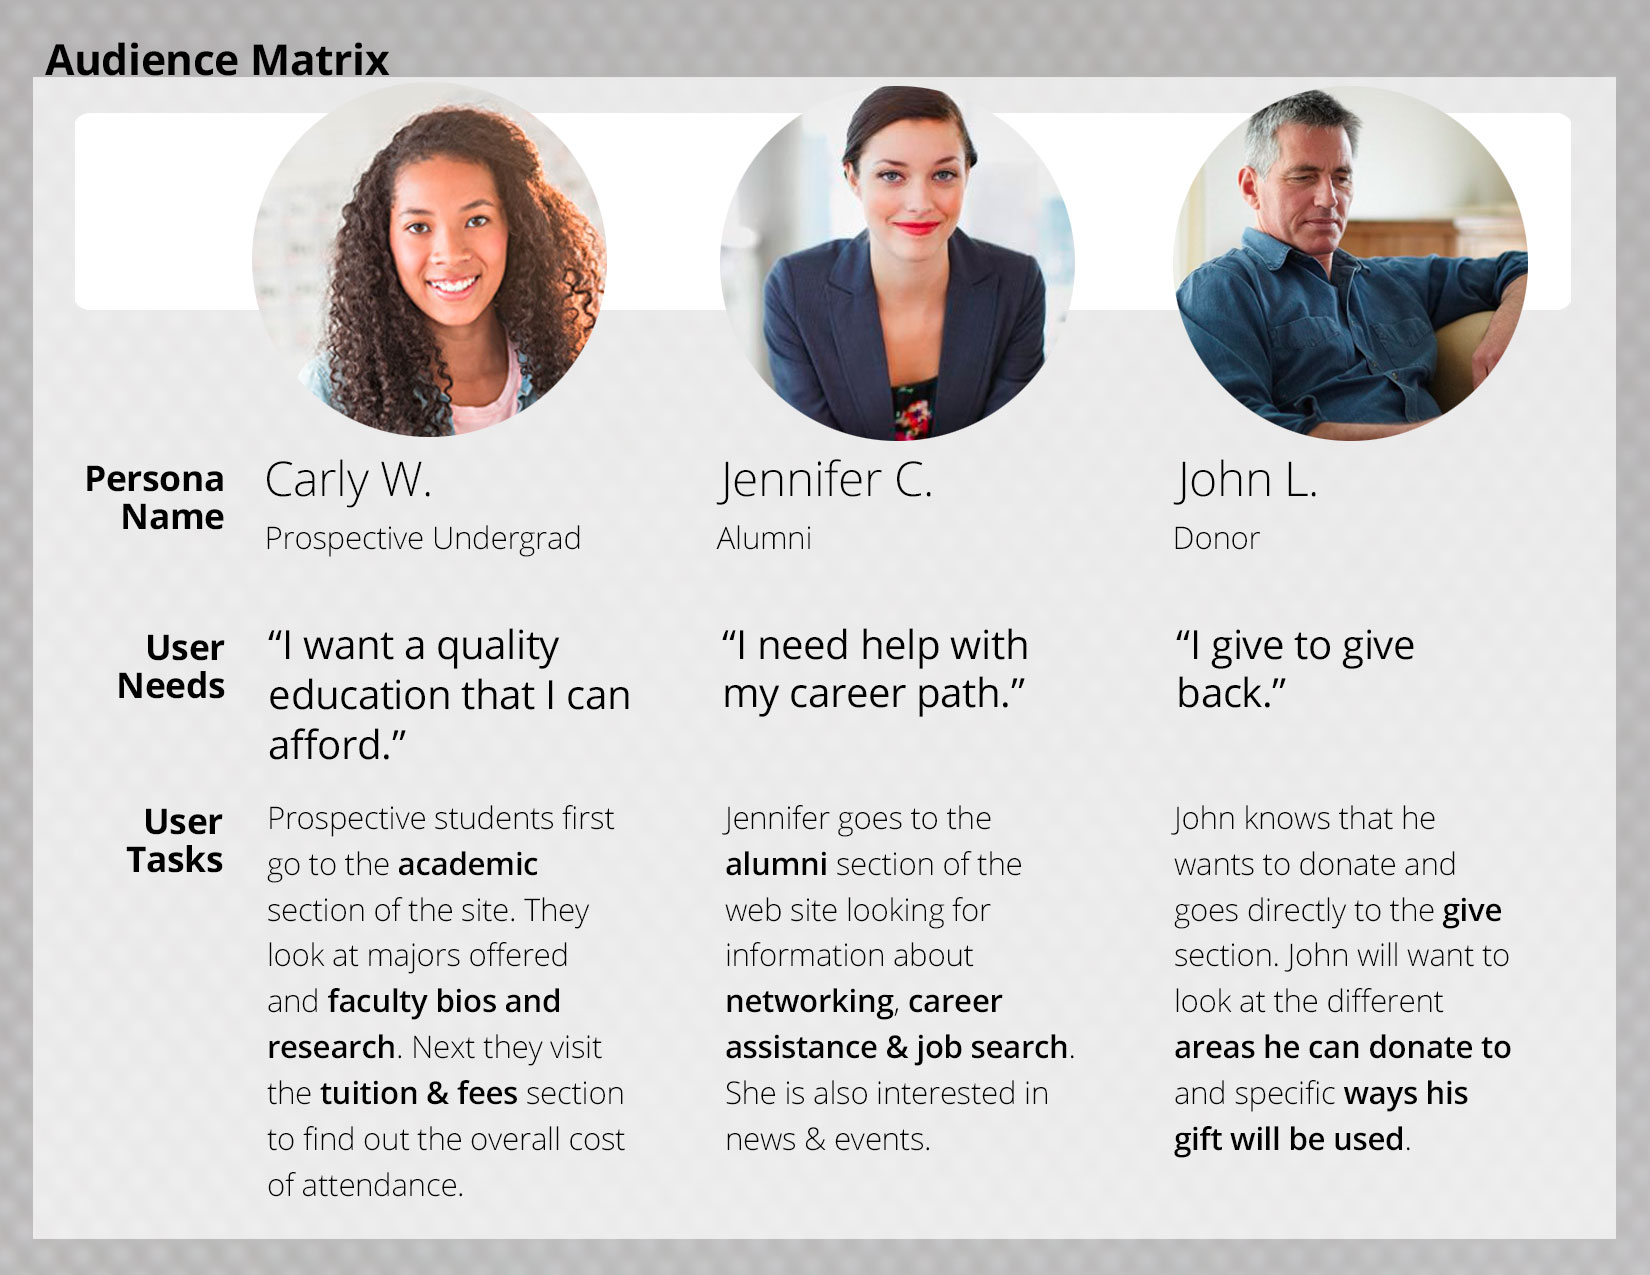 Audience Matrix
Persona
Name
Carly W.
Prospective Undergrad
Jennifer C.
Alumni
John L.
Donor
User
Needs
“I want a quality
education that I can
afford.”
“I need help with
my career path.”
“I give to give
back.”
User
Tasks
Prospective students first
go to the academic
section of the site. They
look at majors offered
and faculty bios and
research. Next they visit
the tuition & fees section
to find out the overall cost
of attendance.
Jennifer goes to the
alumni section of the
web site looking for
information about
networking, career
assistance & job search.
She is also interested in
news & events.
John knows that he
wants to donate and
goes directly to the give
section. John will want to
look at the different
areas he can donate to
and specific ways his
gift will be used.